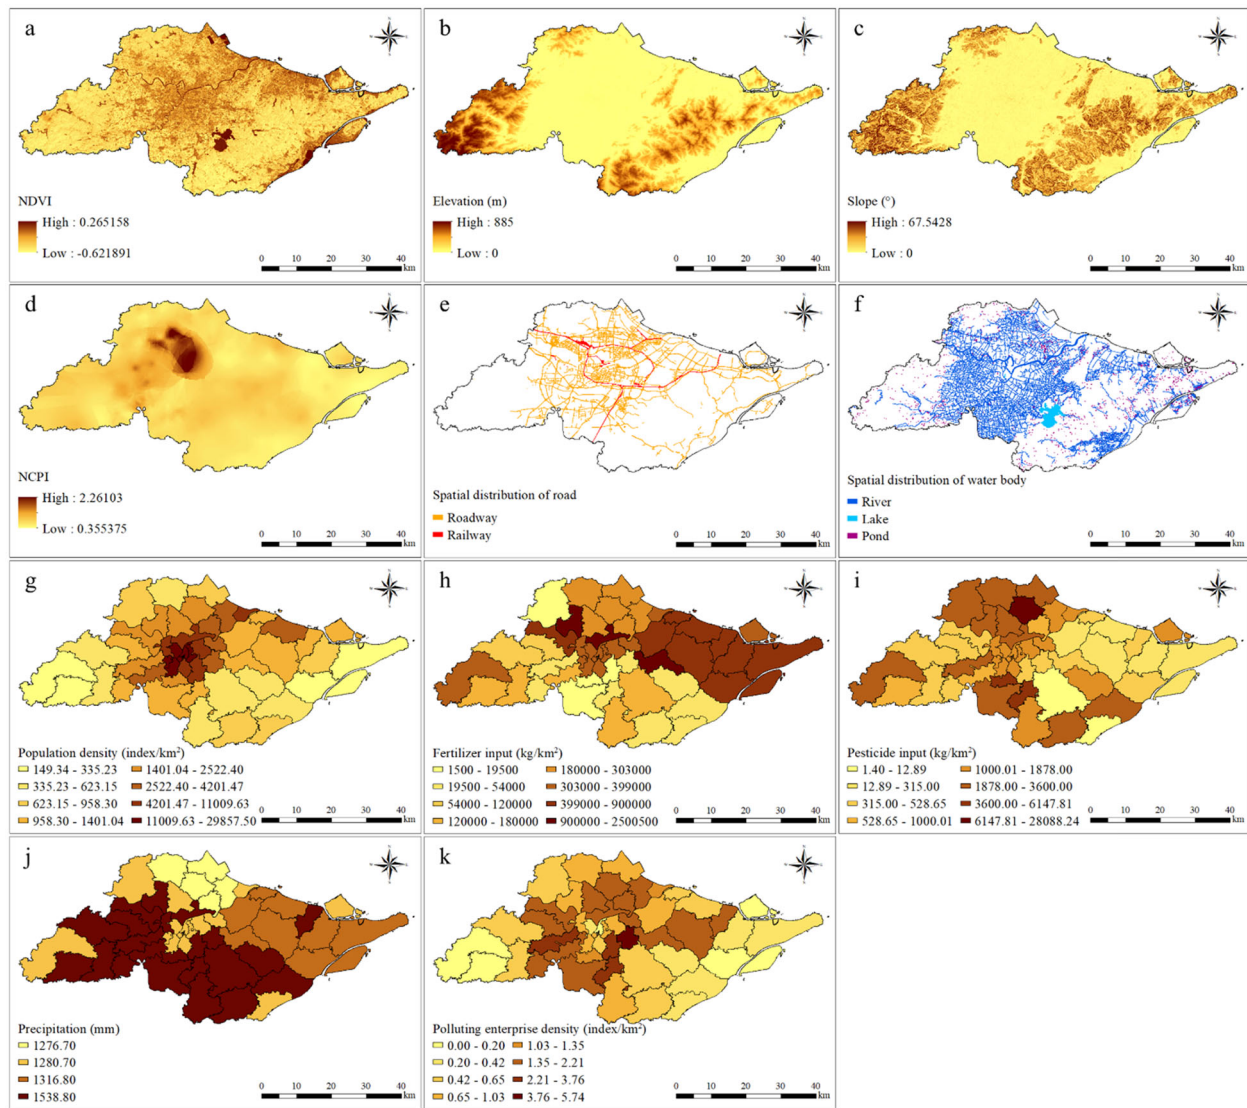 a
NDVI
High : 0.265158
Low : -0.621891
0 10 20 30 40
km
b
Elevation (m)
High : 885
Low : 0
0 10 20 30 40
km
c
Slope (°)
High : 67.5428
Low : 0
0 10 20 30 40
km
d
NCPI
High : 2.26103
Low : 0.355375
0 10 20 30 40
km
e
Spatial distribution of road
Roadway
Railway
0 10 20 30 40
km
f
Spatial distribution of water body
River
Lake
Pond
0 10 20 30 40
km
g
Population density (index/km²)
149.34 - 335.23 1401.04 - 2522.40
335.23 - 623.15 2522.40 - 4201.47
623.15 - 958.30 4201.47 - 11009.63
958.30 - 1401.04 11009.63 - 29857.50
0 10 20 30 40
km
h
Fertilizer input (kg/km²)
1500 - 19500 180000 - 303000
19500 - 54000 303000 - 399000
54000 - 120000 399000 - 900000
120000 - 180000 900000 - 2500500
0 10 20 30 40
km
i
Pesticide input (kg/km²)
1.40 - 12.89 1000.01 - 1878.00
12.89 - 315.00 1878.00 - 3600.00
315.00 - 528.65 3600.00 - 6147.81
528.65 - 1000.01 6147.81 - 28088.24
0 10 20 30 40
km
j
Precipitation (mm)
1276.70
1280.70
1316.80
1538.80
0 10 20 30 40
km
k
Polluting enterprise density (index/km²)
0.00 - 0.20 1.03 - 1.35
0.20 - 0.42 1.35 - 2.21
0.42 - 0.65 2.21 - 3.76
0.65 - 1.03 3.76 - 5.74
0 10 20 30 40
km